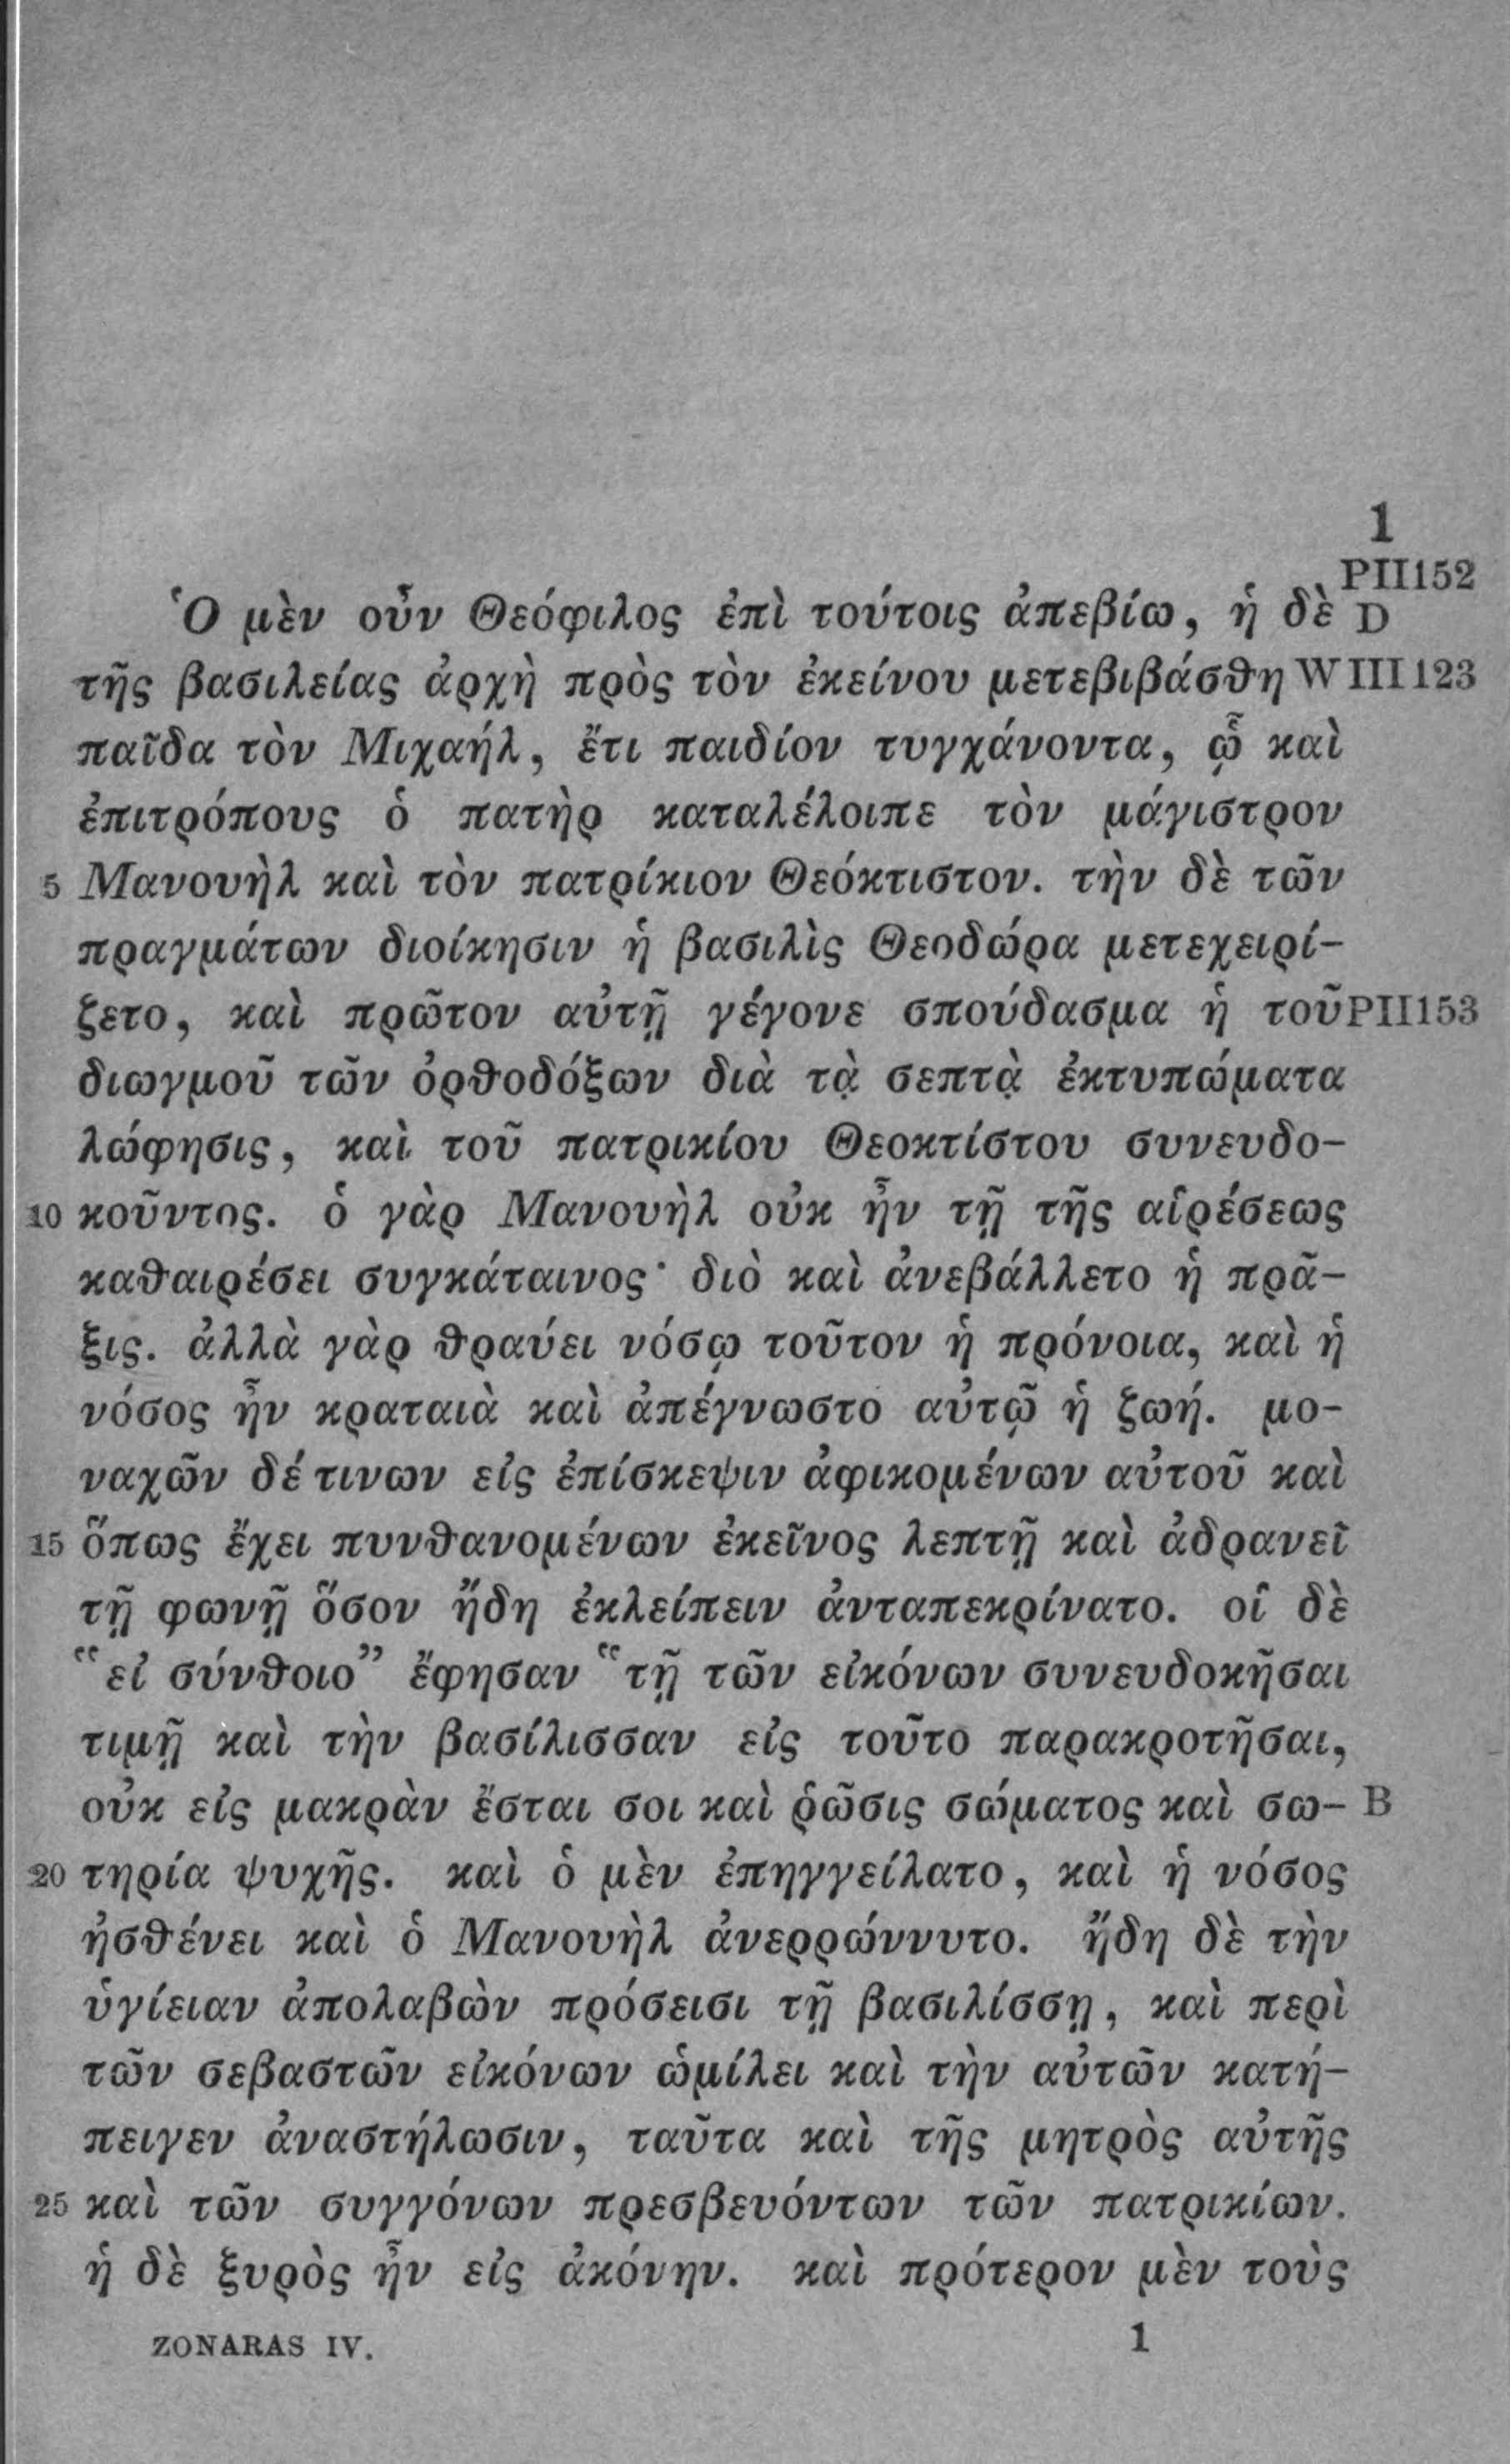 1
PII152
Ὁ μὲν οὖν Θεόφιλος ἐπὶ τούτοις ἀπεβίω, ἡ δὲ D
τῆς βασιλείας ἀρχὴ πρὸς τὸν ἐκείνου μετεβιβάσθη W III 123
παῖδα τὸν Μιχαήλ, ἔτι παιδίον τυγχάνοντα, ᾧ καὶ
ἐπιτρόπους ὁ πατὴρ καταλέλοιπε τὸν μάγιστρον
5 Μανουὴλ καὶ τὸν πατρίκιον Θεόκτιστον. τὴν δὲ τῶν
πραγμάτων διοίκησιν ἡ βασιλὶς Θεοδώρα μετεχειρί-
ζετο, καὶ πρῶτον αὐτῇ γέγονε σπούδασμα ἡ τοῦ PII153
διωγμοῦ τῶν ὀρθοδόξων διὰ τὰ σεπτὰ ἐκτυπώματα
λώφησις, καὶ τοῦ πατρικίου Θεοκτίστου συνευδο-
10 κοῦντος. ὁ γὰρ Μανουὴλ οὐκ ἦν τῇ τῆς αἱρέσεως
καθαιρέσει συγκάταινος· διὸ καὶ ἀνεβάλλετο ἡ πρᾶ-
ξις. ἀλλὰ γὰρ θραύει νόσῳ τοῦτον ἡ πρόνοια, καὶ ἡ
νόσος ἦν κραταιὰ καὶ ἀπέγνωστο αὐτῷ ἡ ζωή. μο-
ναχῶν δέ τινων εἰς ἐπίσκεψιν ἀφικομένων αὐτοῦ καὶ
15 ὅπως ἔχει πυνθανομένων ἐκεῖνος λεπτῇ καὶ ἀδρανεῖ
τῇ φωνῇ ὅσον ἤδη ἐκλείπειν ἀνταπεκρίνατο. οἱ δὲ
“εἰ σύνθοιο” ἔφησαν “τῇ τῶν εἰκόνων συνευδοκῆσαι
τιμῇ καὶ τὴν βασίλισσαν εἰς τοῦτο παρακροτῆσαι,
οὐκ εἰς μακρὰν ἔσται σοι καὶ ῥῶσις σώματος καὶ σω- B
20 τηρία ψυχῆς. καὶ ὁ μὲν ἐπηγγείλατο, καὶ ἡ νόσος
ἠσθένει καὶ ὁ Μανουὴλ ἀνερρώννυτο. ἤδη δὲ τὴν
ὑγίειαν ἀπολαβὼν πρόσεισι τῇ βασιλίσσῃ, καὶ περὶ
τῶν σεβαστῶν εἰκόνων ὡμίλει καὶ τὴν αὐτῶν κατή-
πειγεν ἀναστήλωσιν, ταῦτα καὶ τῆς μητρὸς αὐτῆς
25 καὶ τῶν συγγόνων πρεσβευόντων τῶν πατρικίων.
ἡ δὲ ξυρὸς ἦν εἰς ἀκόνην. καὶ πρότερον μὲν τοὺς
ZONARAS IV. 1